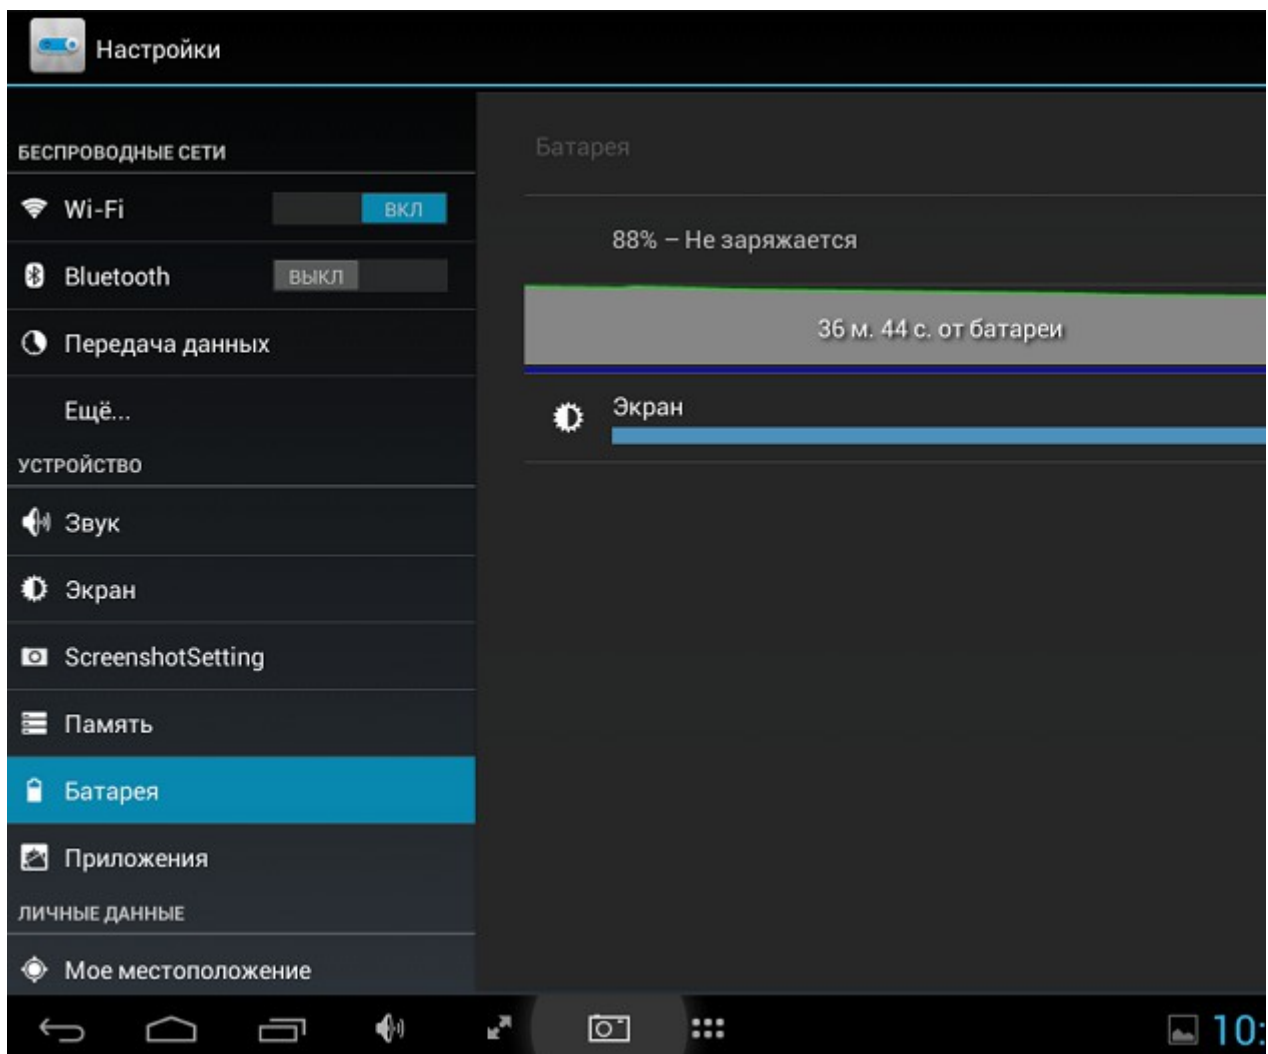 Настройки
БЕСПРОВОДНЫЕ СЕТИ
Wi-Fi
ВКЛ
Bluetooth
ВЫКЛ
Передача данных
Ещё...
УСТРОЙСТВО
Звук
Экран
ScreenshotSetting
Память
Батарея
Приложения
ЛИЧНЫЕ ДАННЫЕ
Мое местоположение
Батарея
88% – Не заряжается
36 м. 44 с. от батареи
Экран
10: